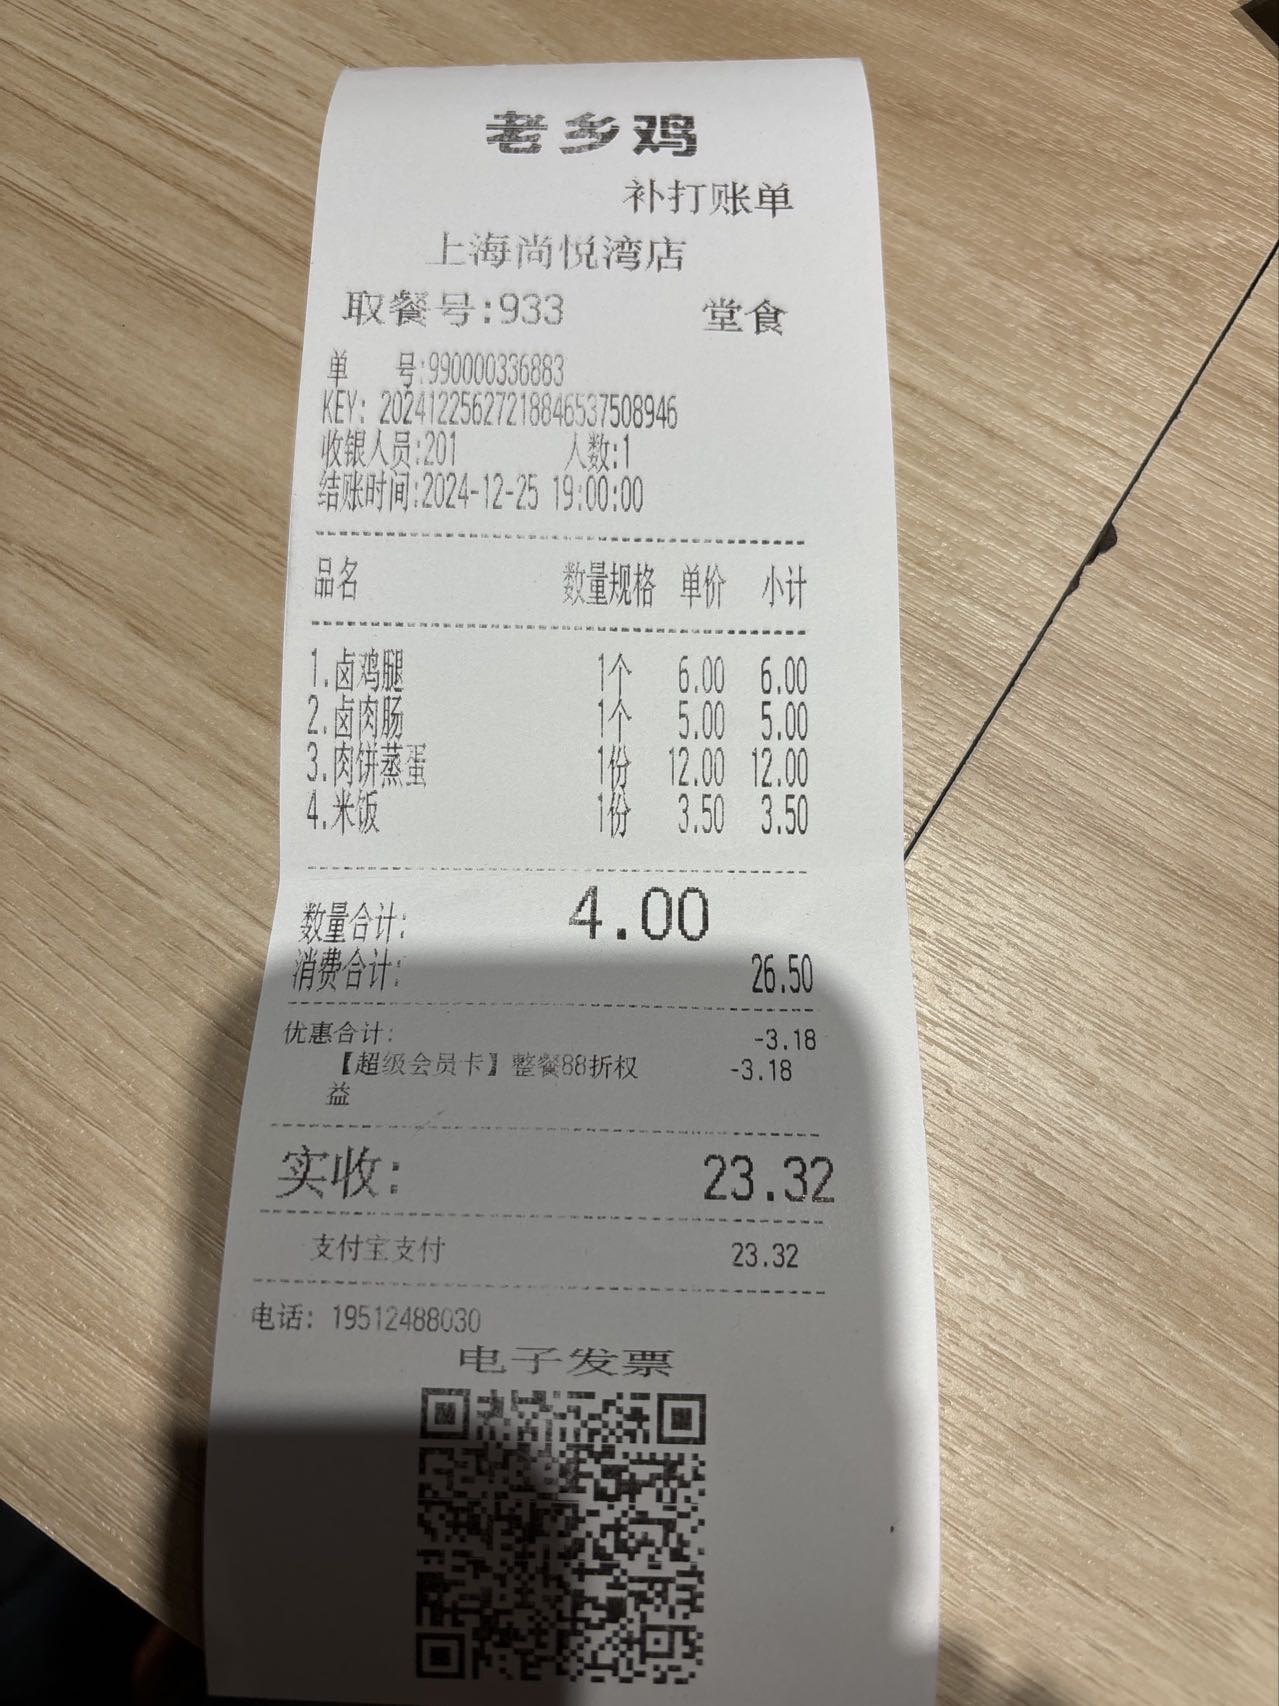 老乡鸡
补打账单
上海尚悦湾店
取餐号:933 堂食
单 号:990000336883
KEY: 20241225627218846537508946
收银人员:201 人数:1
结账时间:2024-12-25 19:00:00
品名 数量规格 单价 小计
1.卤鸡腿 1个 6.00 6.00
2.卤肉肠 1个 5.00 5.00
3.肉饼蒸蛋 1份 12.00 12.00
4.米饭 1份 3.50 3.50
数量合计: 4.00
消费合计: 26.50
优惠合计: -3.18
【超级会员卡】整餐88折权 -3.18
益
实收: 23.32
支付宝支付 23.32
电话: 19512488030
电子发票